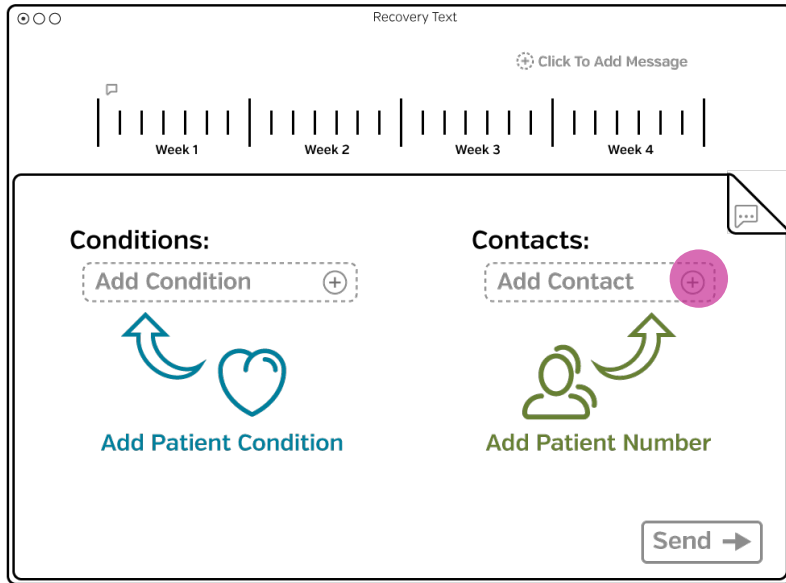 Recovery Text
Click To Add Message
Week 1 Week 2 Week 3 Week 4
Conditions:
Add Condition
Add Patient Condition
Contacts:
Add Contact
Add Patient Number
Send